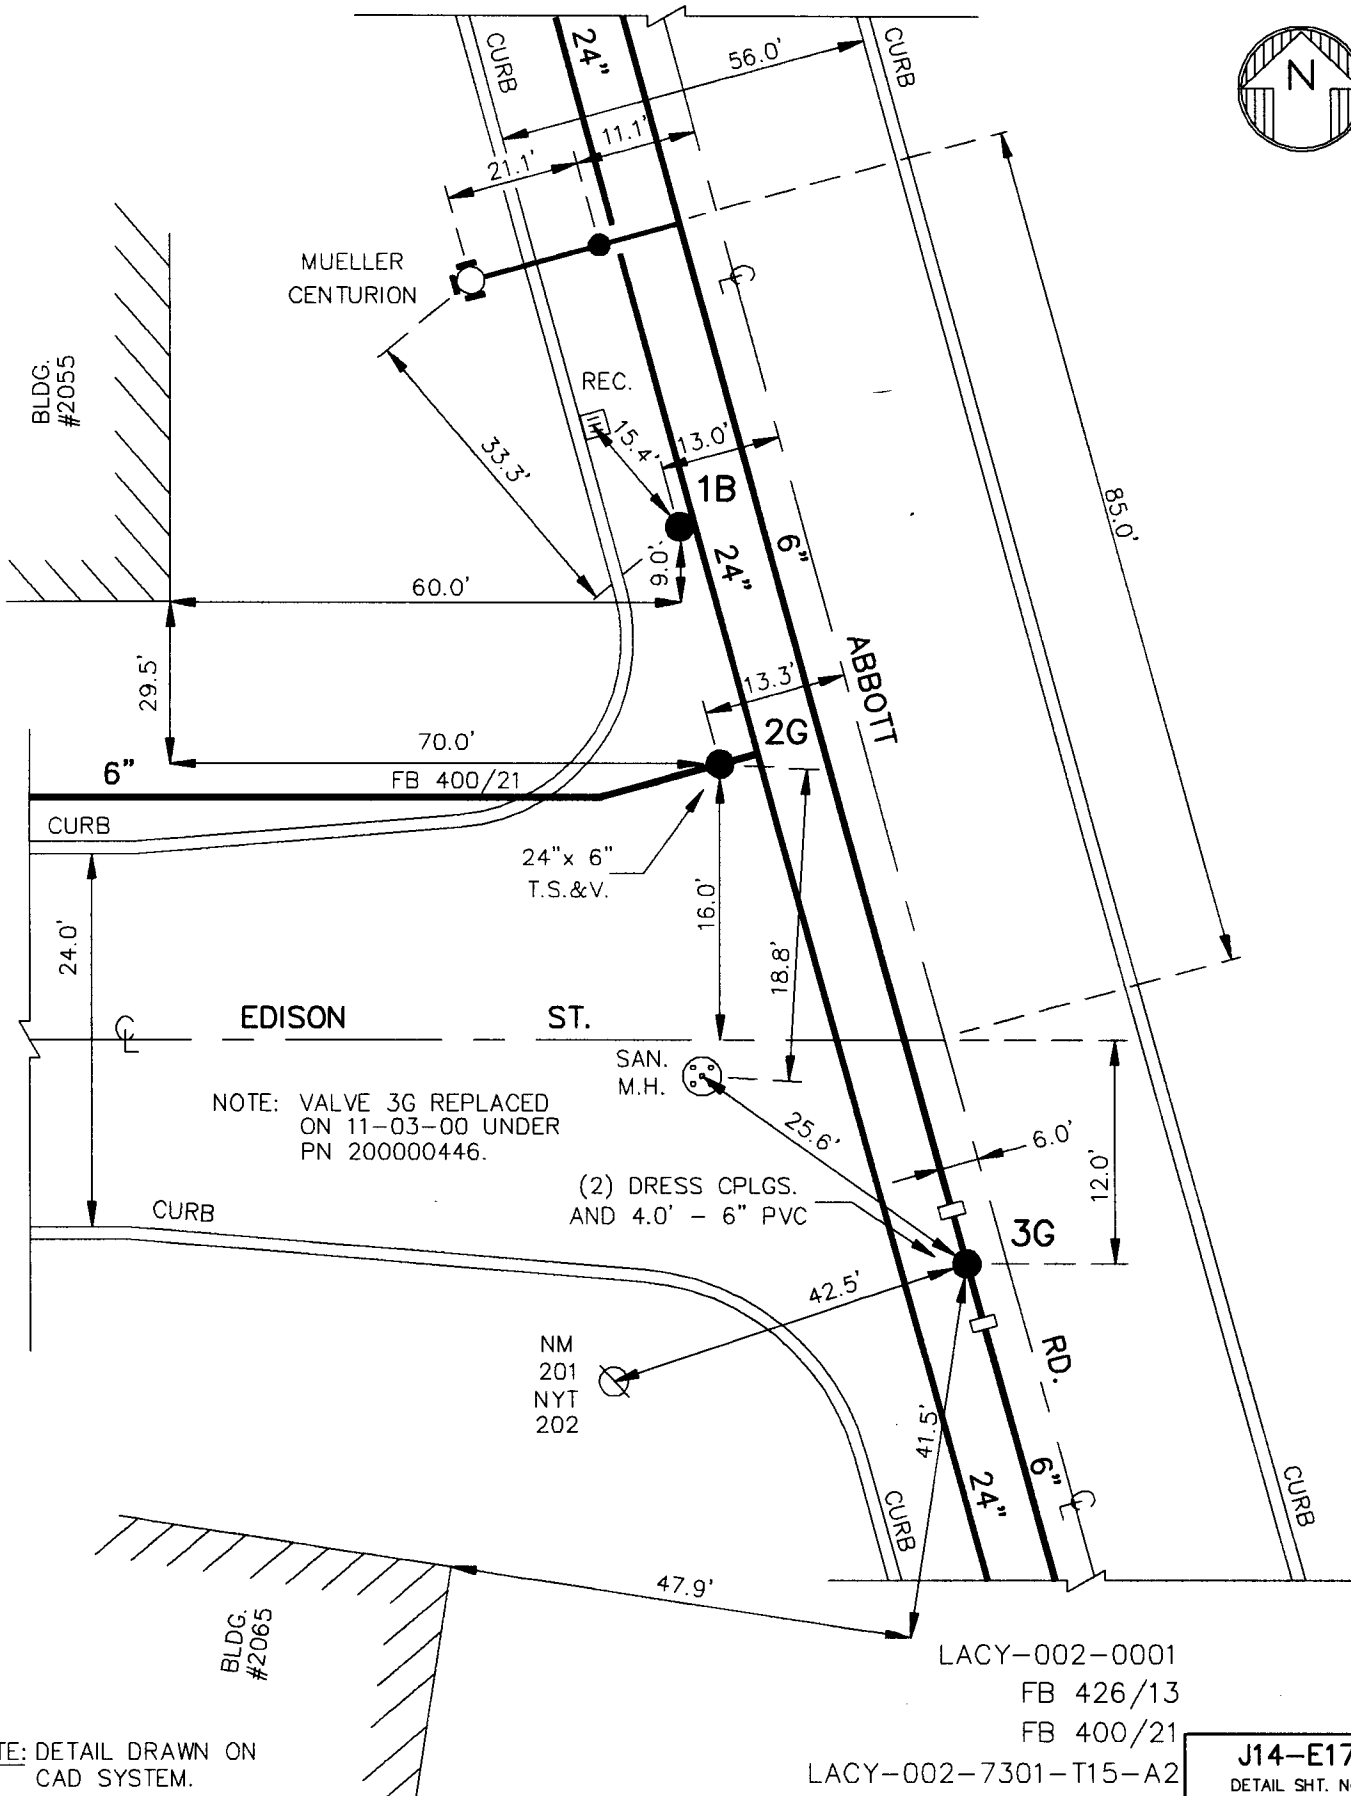 24"
CURB
56.0'
CURB
N
11.1'
21.1'
MUELLER
CENTURION
℄
BLDG.
#2055
REC.
33.3'
15.4'
13.0'
1B
85.0'
6"
24"
9.0'
60.0'
29.5'
ABBOTT
13.3'
2G
70.0'
6"
FB 400/21
CURB
24"x 6"
T.S.&V.
16.0'
24.0'
18.8'
EDISON ST.
℄
SAN.
M.H.
NOTE: VALVE 3G REPLACED
ON 11-03-00 UNDER
PN 200000446.
25.6'
6.0'
12.0'
(2) DRESS CPLGS.
AND 4.0' - 6" PVC
CURB
3G
42.5'
NM
201
NYT
202
RD.
41.5'
6"
24"
℄
CURB
CURB
47.9'
BLDG.
#2065
LACY-002-0001
FB 426/13
FB 400/21
LACY-002-7301-T15-A2
TE: DETAIL DRAWN ON
CAD SYSTEM.
J14-E17
DETAIL SHT. N